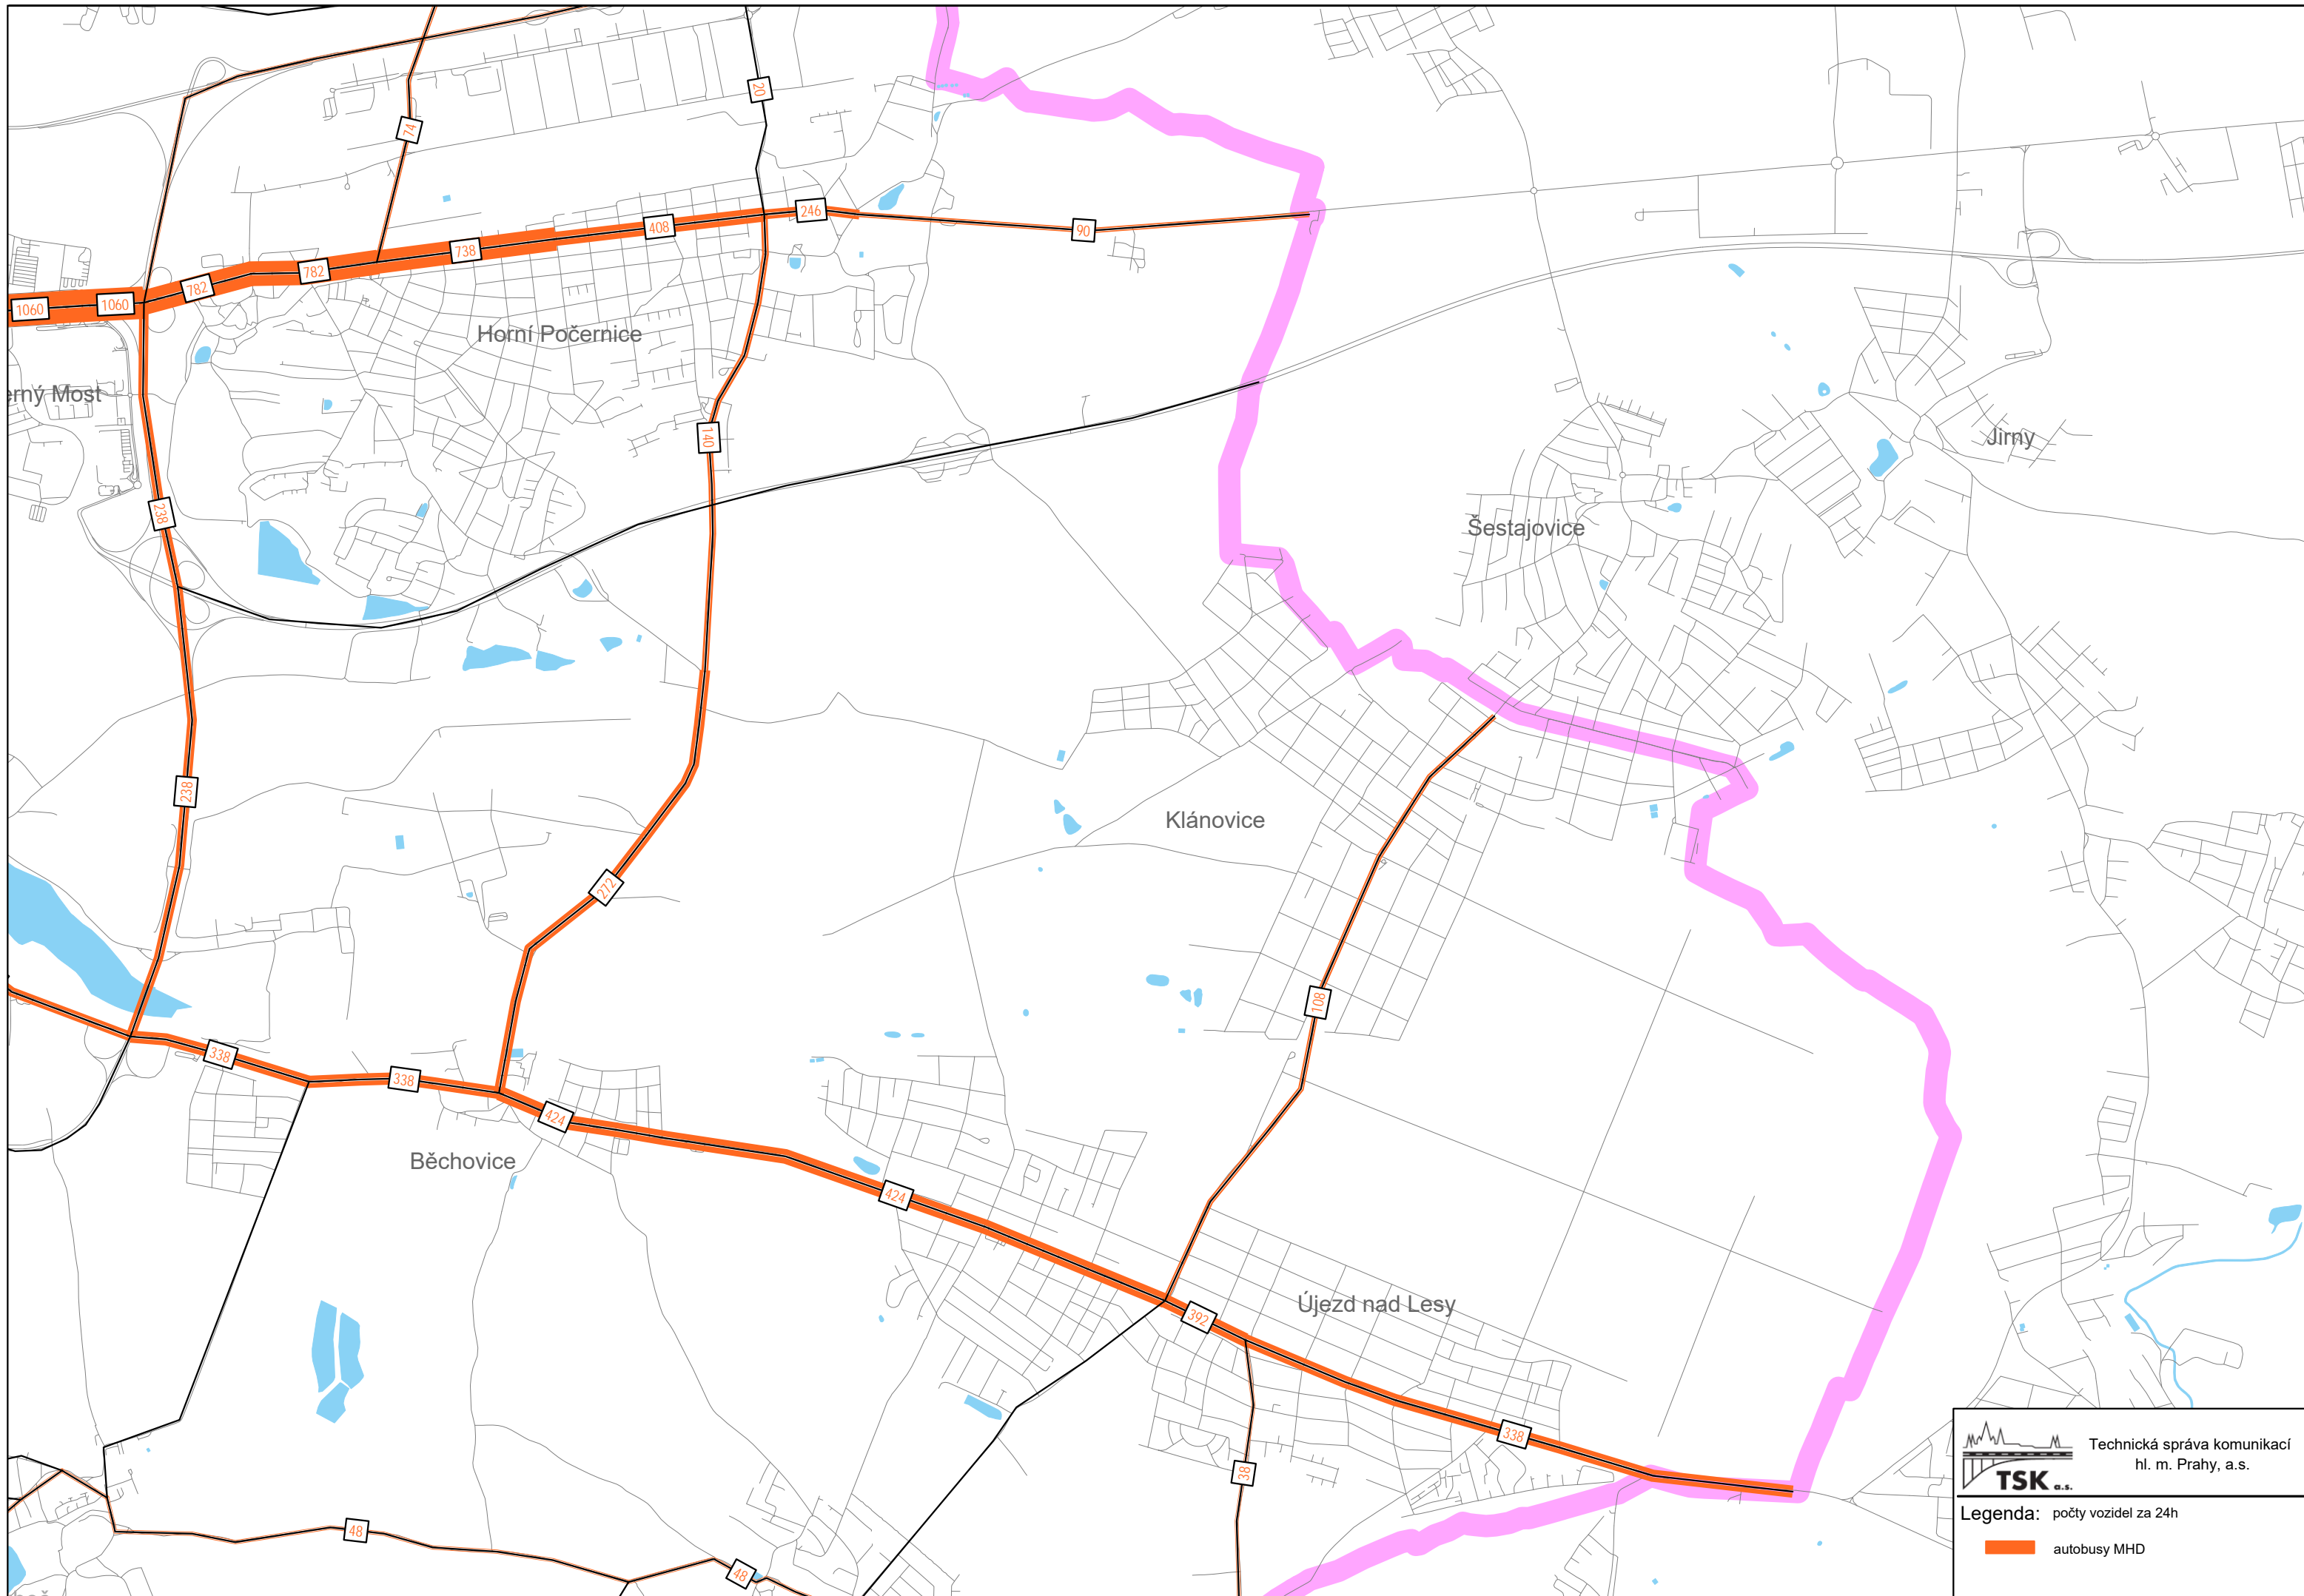 20
74
246
408
90
738
782
782
1060
1060
Horní Počernice
erný Most
140
Jirny
238
Šestajovice
238
Klánovice
272
108
338
338
424
Běchovice
424
Újezd nad Lesy
392
338
38
48
48
Technická správa komunikací
hl. m. Prahy, a.s.
TSK a.s.
Legenda: počty vozidel za 24h
autobusy MHD